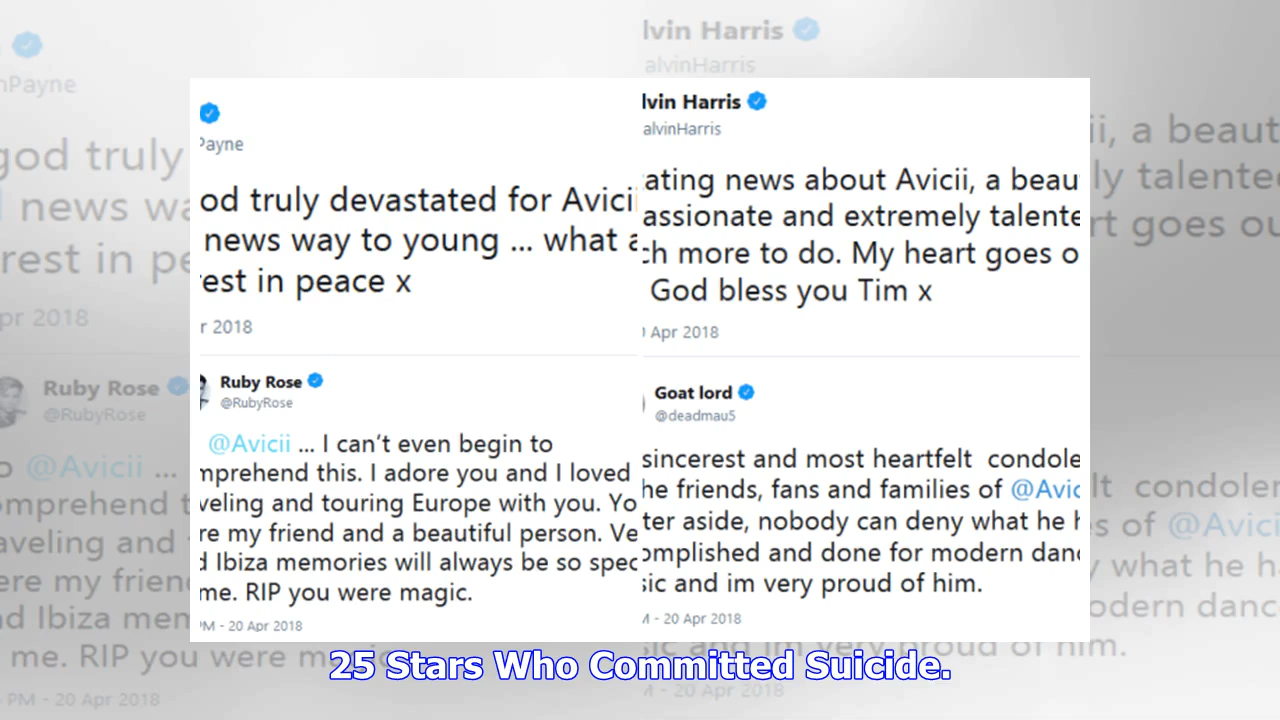 Payne
od truly devastated for Avicii
news way to young ... what a
rest in peace x
r 2018
lvin Harris
alvinHarris
ating news about Avicii, a beau
assionate and extremely talente
ch more to do. My heart goes o
God bless you Tim x
Apr 2018
Ruby Rose
@RubyRose
@Avicii ... I can't even begin to
mprehend this. I adore you and I loved
veling and touring Europe with you. Yo
re my friend and a beautiful person. Ve
d Ibiza memories will always be so spec
me. RIP you were magic.
PM - 20 Apr 2018
Goat lord
@deadmau5
sincerest and most heartfelt condole
he friends, fans and families of @Avic
ter aside, nobody can deny what he h
omplished and done for modern danc
sic and im very proud of him.
M - 20 Apr 2018
25 Stars Who Committed Suicide.